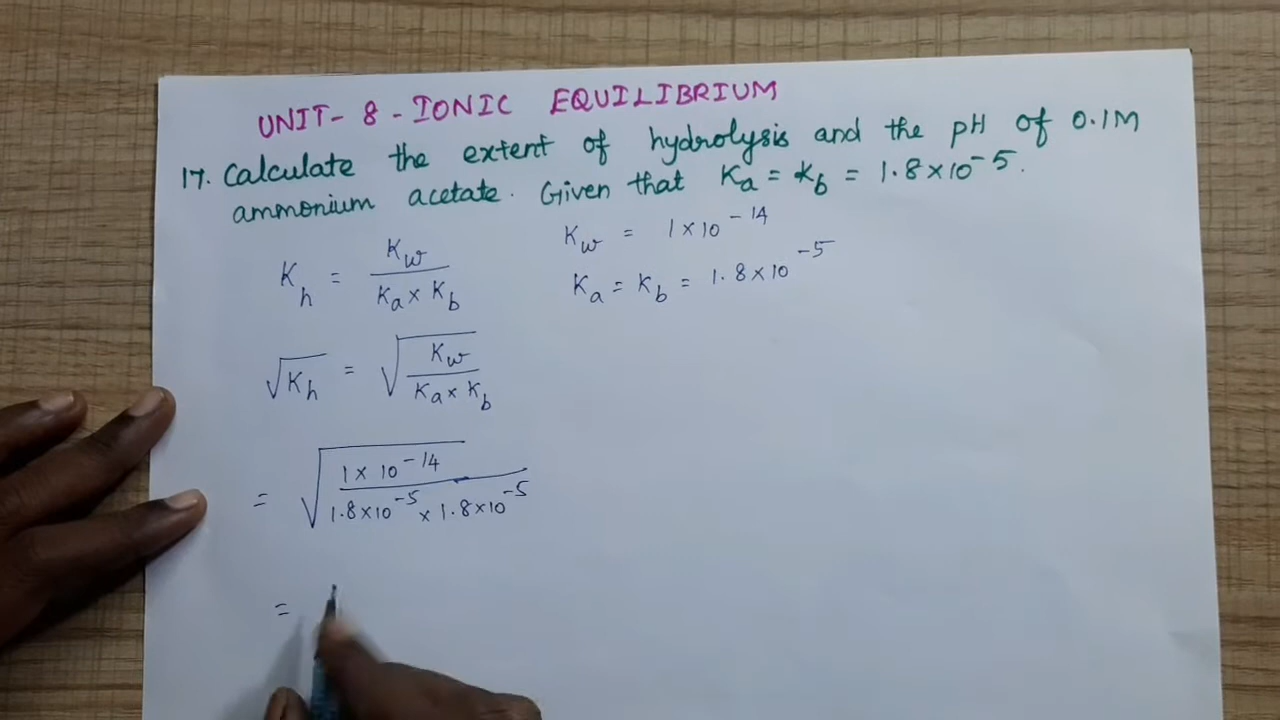 UNIT- 8 - IONIC EQUILIBRIUM
17. Calculate the extent of hydrolysis and the pH of 0.1M
ammonium acetate. Given that Ka = Kb = 1.8×10⁻⁵.
Kw = 1×10⁻¹⁴
Kh = Kw / Ka × Kb
Ka = Kb = 1.8×10⁻⁵
√Kh = √(Kw / Ka × Kb)
= √(1 × 10⁻¹⁴ / 1.8×10⁻⁵ × 1.8×10⁻⁵)
=